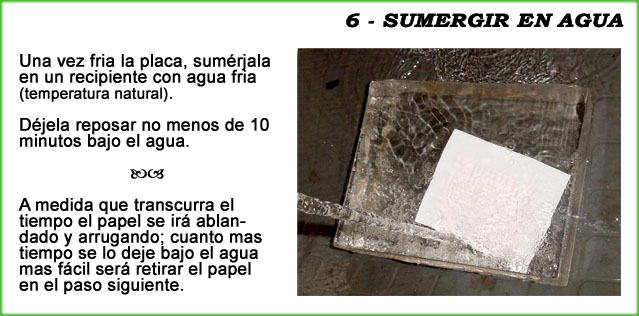 6 - SUMERGIR EN AGUA
Una vez fria la placa, sumérjala
en un recipiente con agua fria
(temperatura natural).
Déjela reposar no menos de 10
minutos bajo el agua.
A medida que transcurra el
tiempo el papel se irá ablan-
dado y arrugando; cuanto mas
tiempo se lo deje bajo el agua
mas fácil será retirar el papel
en el paso siguiente.